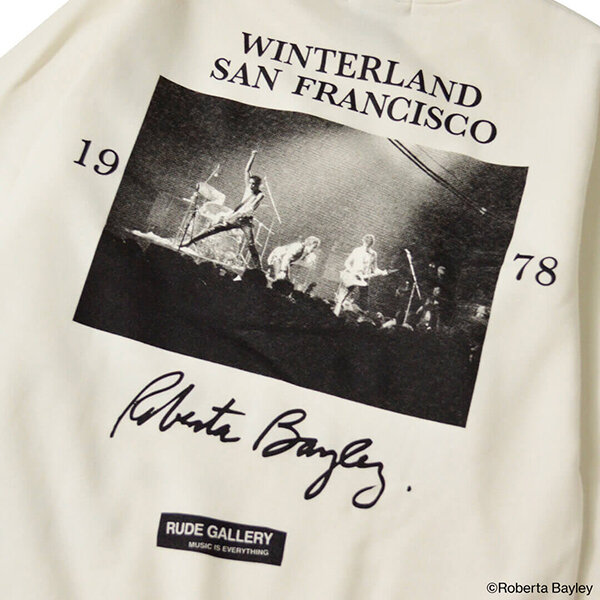 WINTERLAND
SAN FRANCISCO
19
78
Roberta Bayley.
RUDE GALLERY
MUSIC IS EVERYTHING
©Roberta Bayley